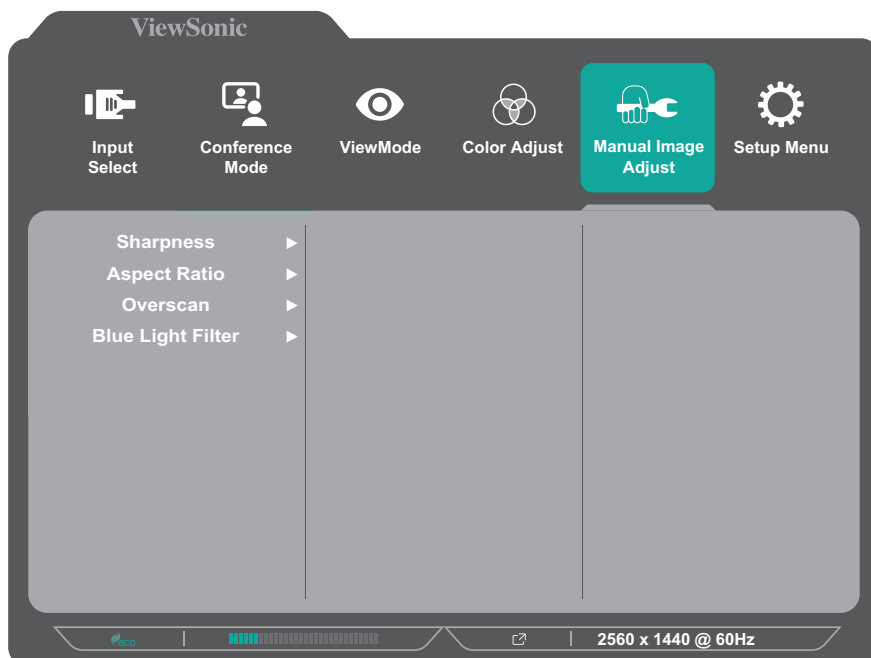 ViewSonic
Input
Select
Conference
Mode
ViewMode
Color Adjust
Manual Image
Adjust
Setup Menu
Sharpness
Aspect Ratio
Overscan
Blue Light Filter
eco
2560 x 1440 @ 60Hz